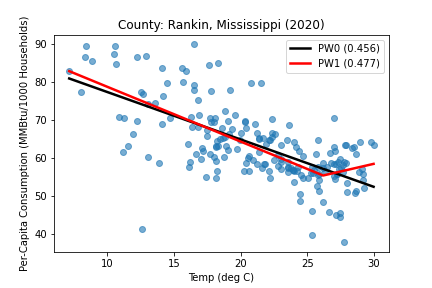 County: Rankin, Mississippi (2020)
PW0 (0.456)
PW1 (0.477)
Per-Capita Consumption (MMBtu/1000 Households)
90
80
70
60
50
40
10
15
20
25
30
Temp (deg C)